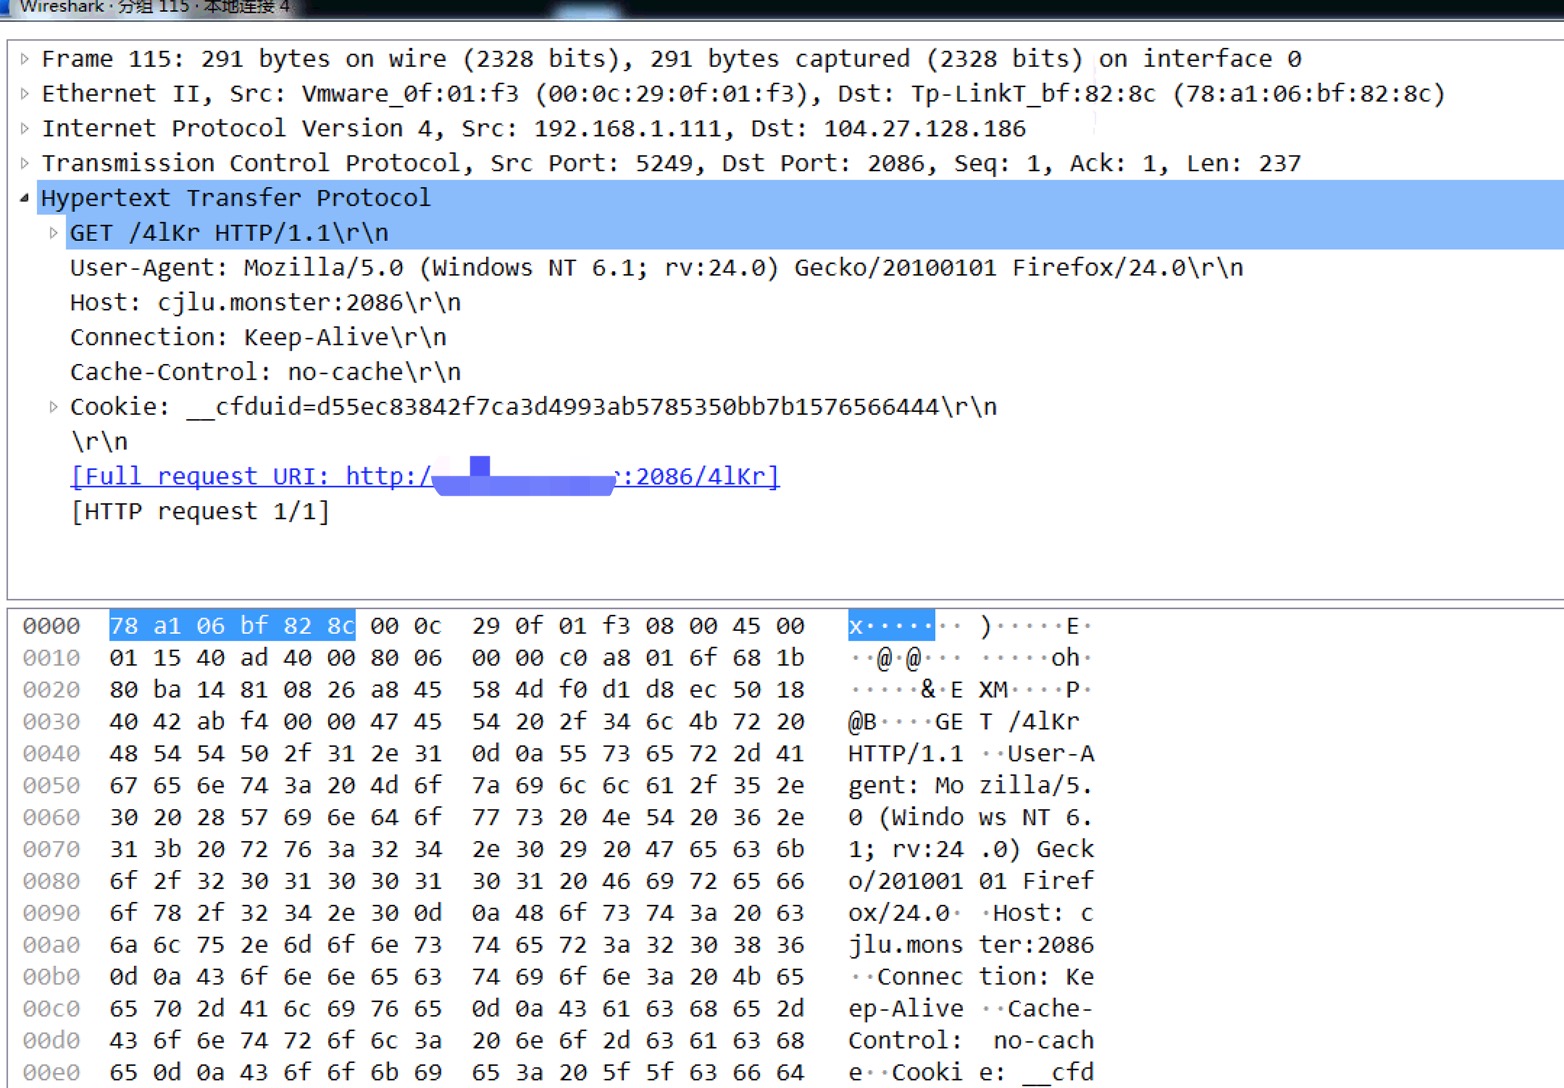 Wireshark · 分组 115 · 本地连接 4
Frame 115: 291 bytes on wire (2328 bits), 291 bytes captured (2328 bits) on interface 0
Ethernet II, Src: Vmware_0f:01:f3 (00:0c:29:0f:01:f3), Dst: Tp-LinkT_bf:82:8c (78:a1:06:bf:82:8c)
Internet Protocol Version 4, Src: 192.168.1.111, Dst: 104.27.128.186
Transmission Control Protocol, Src Port: 5249, Dst Port: 2086, Seq: 1, Ack: 1, Len: 237
Hypertext Transfer Protocol
GET /4lKr HTTP/1.1\r\n
User-Agent: Mozilla/5.0 (Windows NT 6.1; rv:24.0) Gecko/20100101 Firefox/24.0\r\n
Host: cjlu.monster:2086\r\n
Connection: Keep-Alive\r\n
Cache-Control: no-cache\r\n
Cookie: __cfduid=d55ec83842f7ca3d4993ab5785350bb7b1576566444\r\n
\r\n
[Full request URI: http:/ :2086/4lKr]
[HTTP request 1/1]
0000 78 a1 06 bf 82 8c 00 0c 29 0f 01 f3 08 00 45 00 x······· )·····E·
0010 01 15 40 ad 40 00 80 06 00 00 c0 a8 01 6f 68 1b ··@·@··· ·····oh·
0020 80 ba 14 81 08 26 a8 45 58 4d f0 d1 d8 ec 50 18 ·····&·E XM····P·
0030 40 42 ab f4 00 00 47 45 54 20 2f 34 6c 4b 72 20 @B····GE T /4lKr
0040 48 54 54 50 2f 31 2e 31 0d 0a 55 73 65 72 2d 41 HTTP/1.1 ··User-A
0050 67 65 6e 74 3a 20 4d 6f 7a 69 6c 6c 61 2f 35 2e gent: Mo zilla/5.
0060 30 20 28 57 69 6e 64 6f 77 73 20 4e 54 20 36 2e 0 (Windo ws NT 6.
0070 31 3b 20 72 76 3a 32 34 2e 30 29 20 47 65 63 6b 1; rv:24 .0) Geck
0080 6f 2f 32 30 31 30 30 31 30 31 20 46 69 72 65 66 o/201001 01 Firef
0090 6f 78 2f 32 34 2e 30 0d 0a 48 6f 73 74 3a 20 63 ox/24.0· ·Host: c
00a0 6a 6c 75 2e 6d 6f 6e 73 74 65 72 3a 32 30 38 36 jlu.mons ter:2086
00b0 0d 0a 43 6f 6e 6e 65 63 74 69 6f 6e 3a 20 4b 65 ··Connec tion: Ke
00c0 65 70 2d 41 6c 69 76 65 0d 0a 43 61 63 68 65 2d ep-Alive ··Cache-
00d0 43 6f 6e 74 72 6f 6c 3a 20 6e 6f 2d 63 61 63 68 Control: no-cach
00e0 65 0d 0a 43 6f 6f 6b 69 65 3a 20 5f 5f 63 66 64 e··Cooki e: __cfd